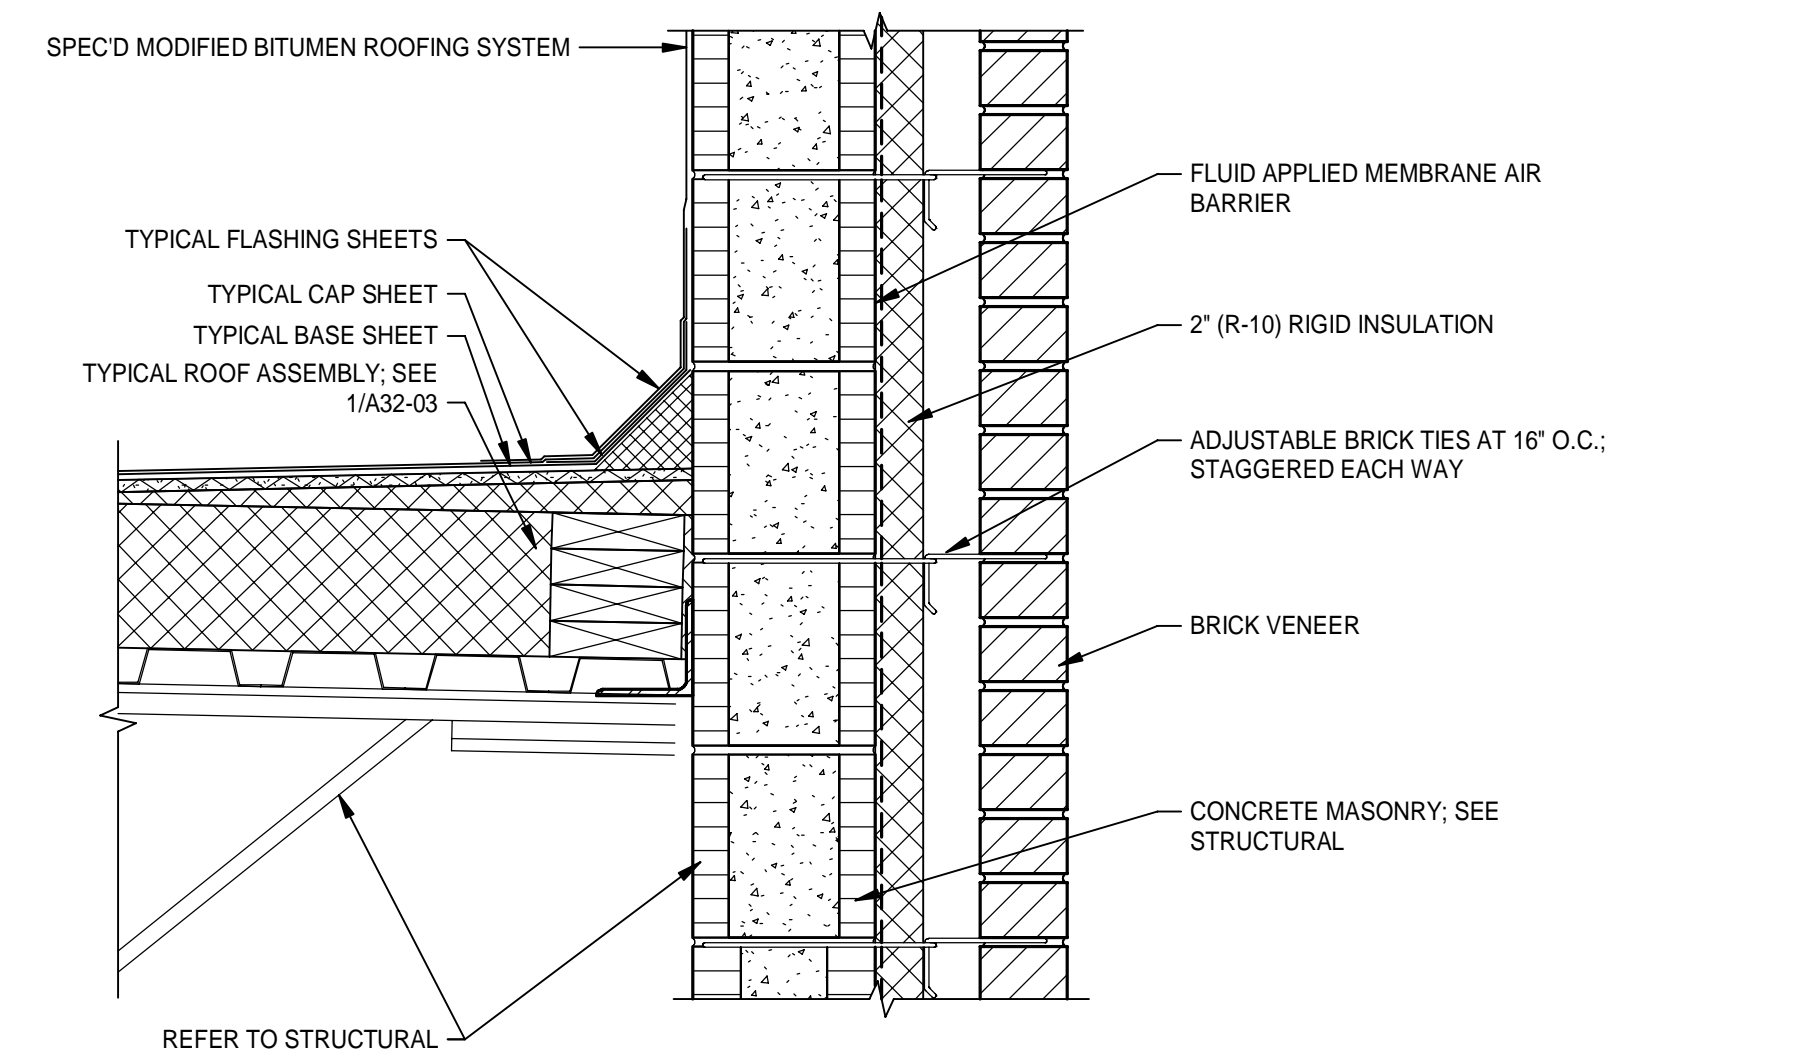 SPEC'D MODIFIED BITUMEN ROOFING SYSTEM
TYPICAL FLASHING SHEETS
TYPICAL CAP SHEET
TYPICAL BASE SHEET
TYPICAL ROOF ASSEMBLY; SEE
1/A32-03
REFER TO STRUCTURAL
FLUID APPLIED MEMBRANE AIR
BARRIER
2" (R-10) RIGID INSULATION
ADJUSTABLE BRICK TIES AT 16" O.C.;
STAGGERED EACH WAY
BRICK VENEER
CONCRETE MASONRY; SEE
STRUCTURAL